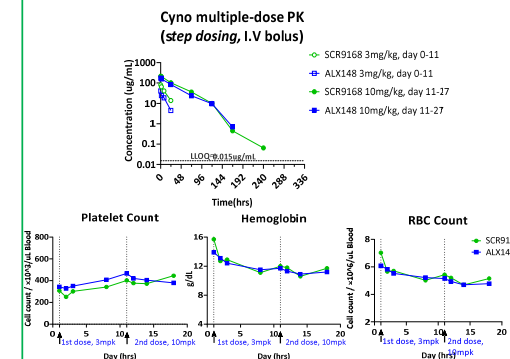 Cyno multiple-dose PK
(step dosing, I.V bolus)
SCR9168 3mg/kg, day 0-11
ALX148 3mg/kg, day 0-11
SCR9168 10mg/kg, day 11-27
ALX148 10mg/kg, day 11-27
Concentration (ug/mL)
1000
100
10
1
0.1
0.01
LLOQ=0.015ug/mL
0 48 96 144 192 240 288 336
Time(hrs)
Platelet Count
Cell count / ×10^3/uL Blood
800
600
400
200
0
0 5 10 15 20
1st dose, 3mpk
2nd dose, 10mpk
Day (hrs)
Hemoglobin
g/dL
16
12
8
4
0 5 10 15 20
1st dose, 3mpk
2nd dose, 10mpk
Day (hrs)
RBC Count
SCR91
ALX14
Cell count / ×10^6/uL Blood
8
6
4
2
0 5 10 15 20
1st dose, 3mpk
2nd dose,
10mpk
Day (hrs)